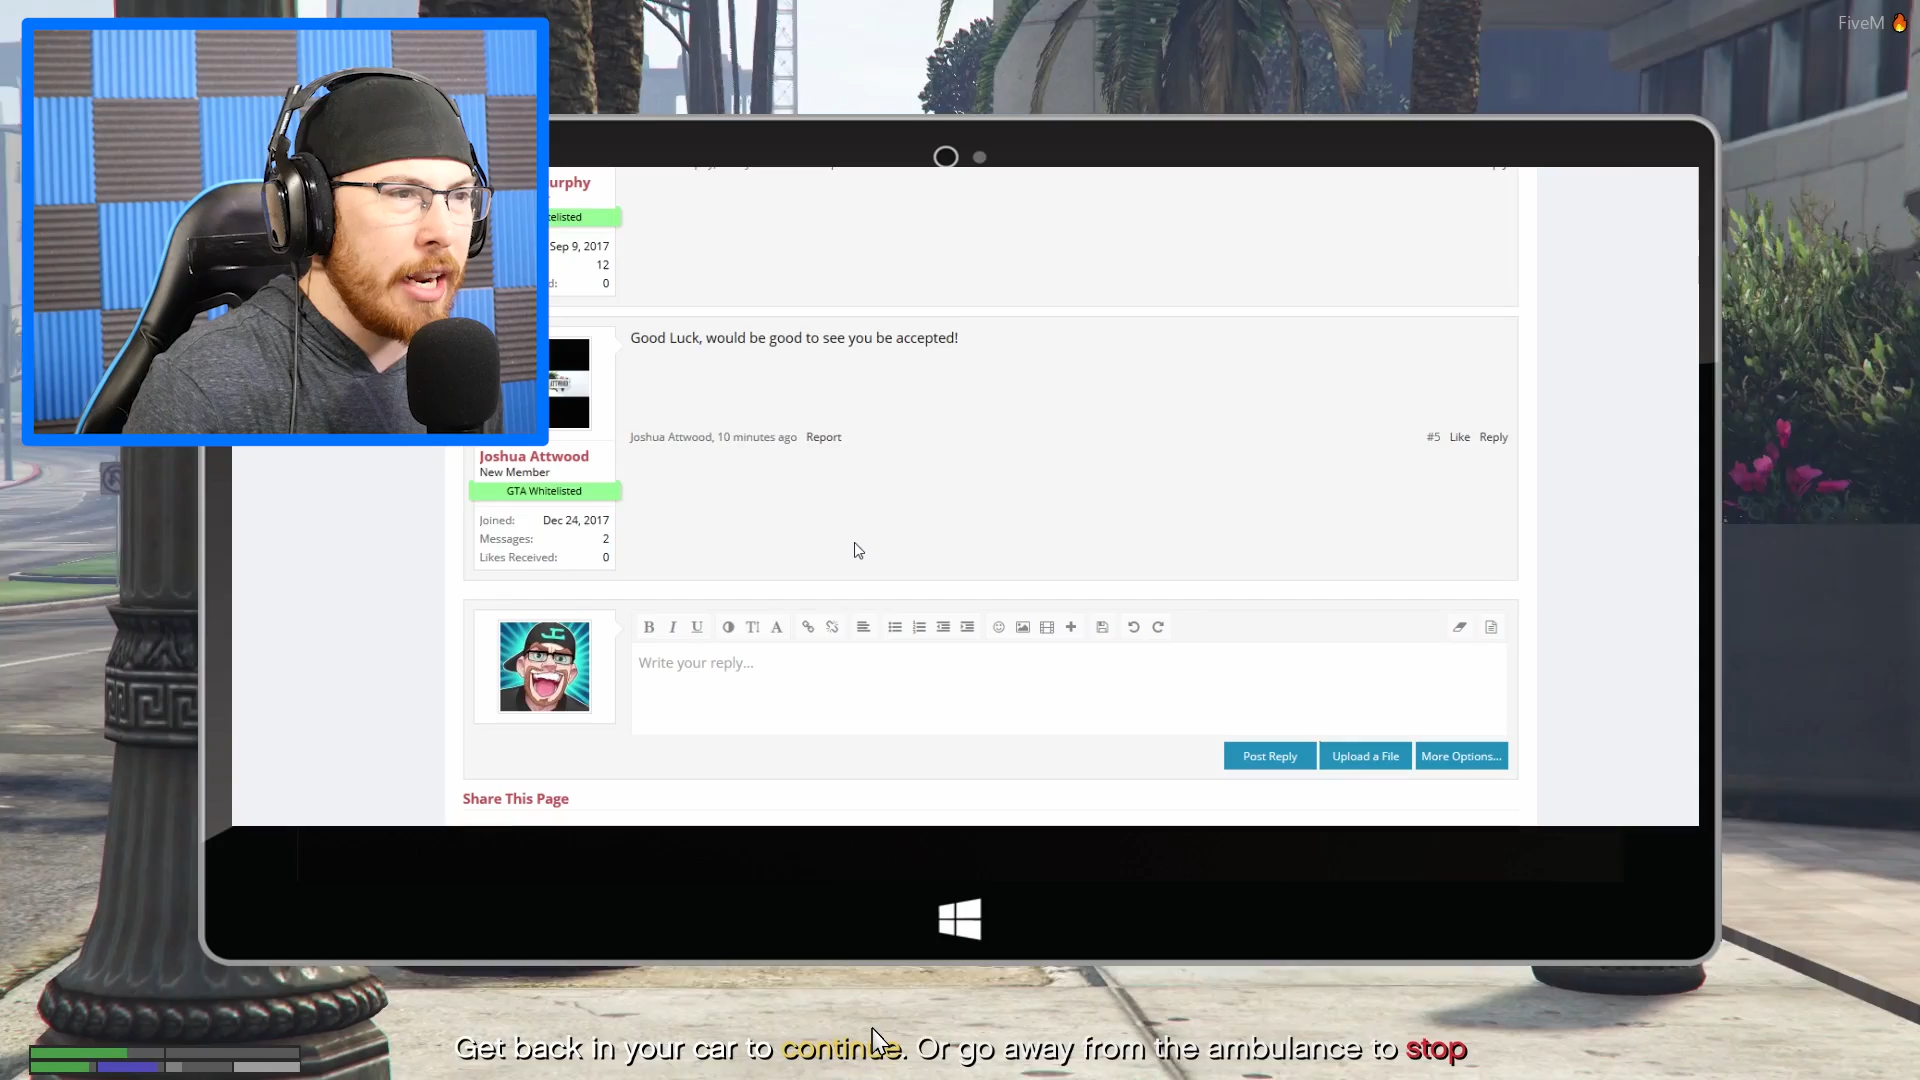 FiveM
urphy
telisted
Sep 9, 2017
12
d: 0
Good Luck, would be good to see you be accepted!
Joshua Attwood, 10 minutes ago Report #5 Like Reply
Joshua Attwood
New Member
GTA Whitelisted
Joined: Dec 24, 2017
Messages: 2
Likes Received: 0
B I U
Write your reply...
Post Reply Upload a File More Options...
Share This Page
Get back in your car to continue. Or go away from the ambulance to stop